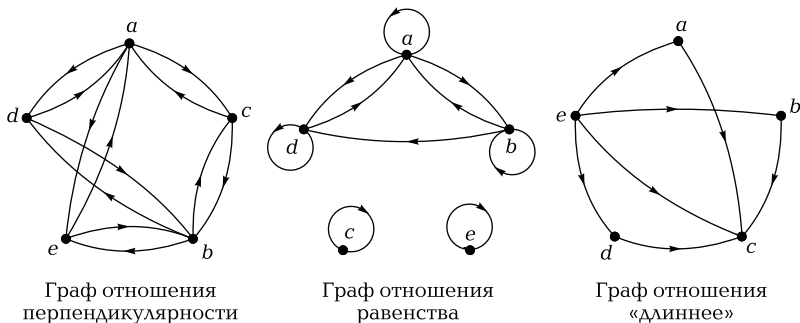 a
d
c
e
b
Граф отношения
перпендикулярности
a
d
b
c
e
Граф отношения
равенства
a
e
b
d
c
Граф отношения
«длиннее»